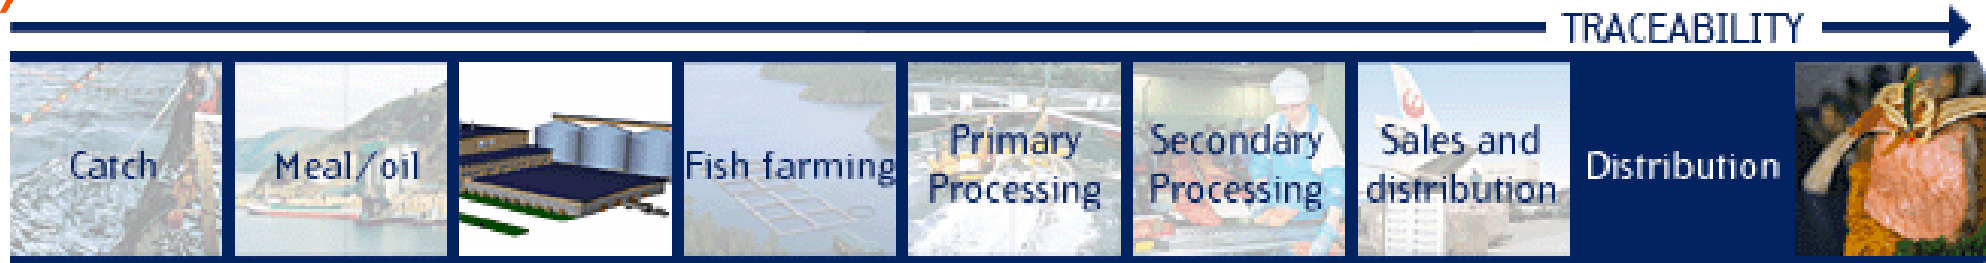 TRACEABILITY
Catch
Meal/oil
Fish farming
Primary
Processing
Secondary
Processing
Sales and
distribution
Distribution